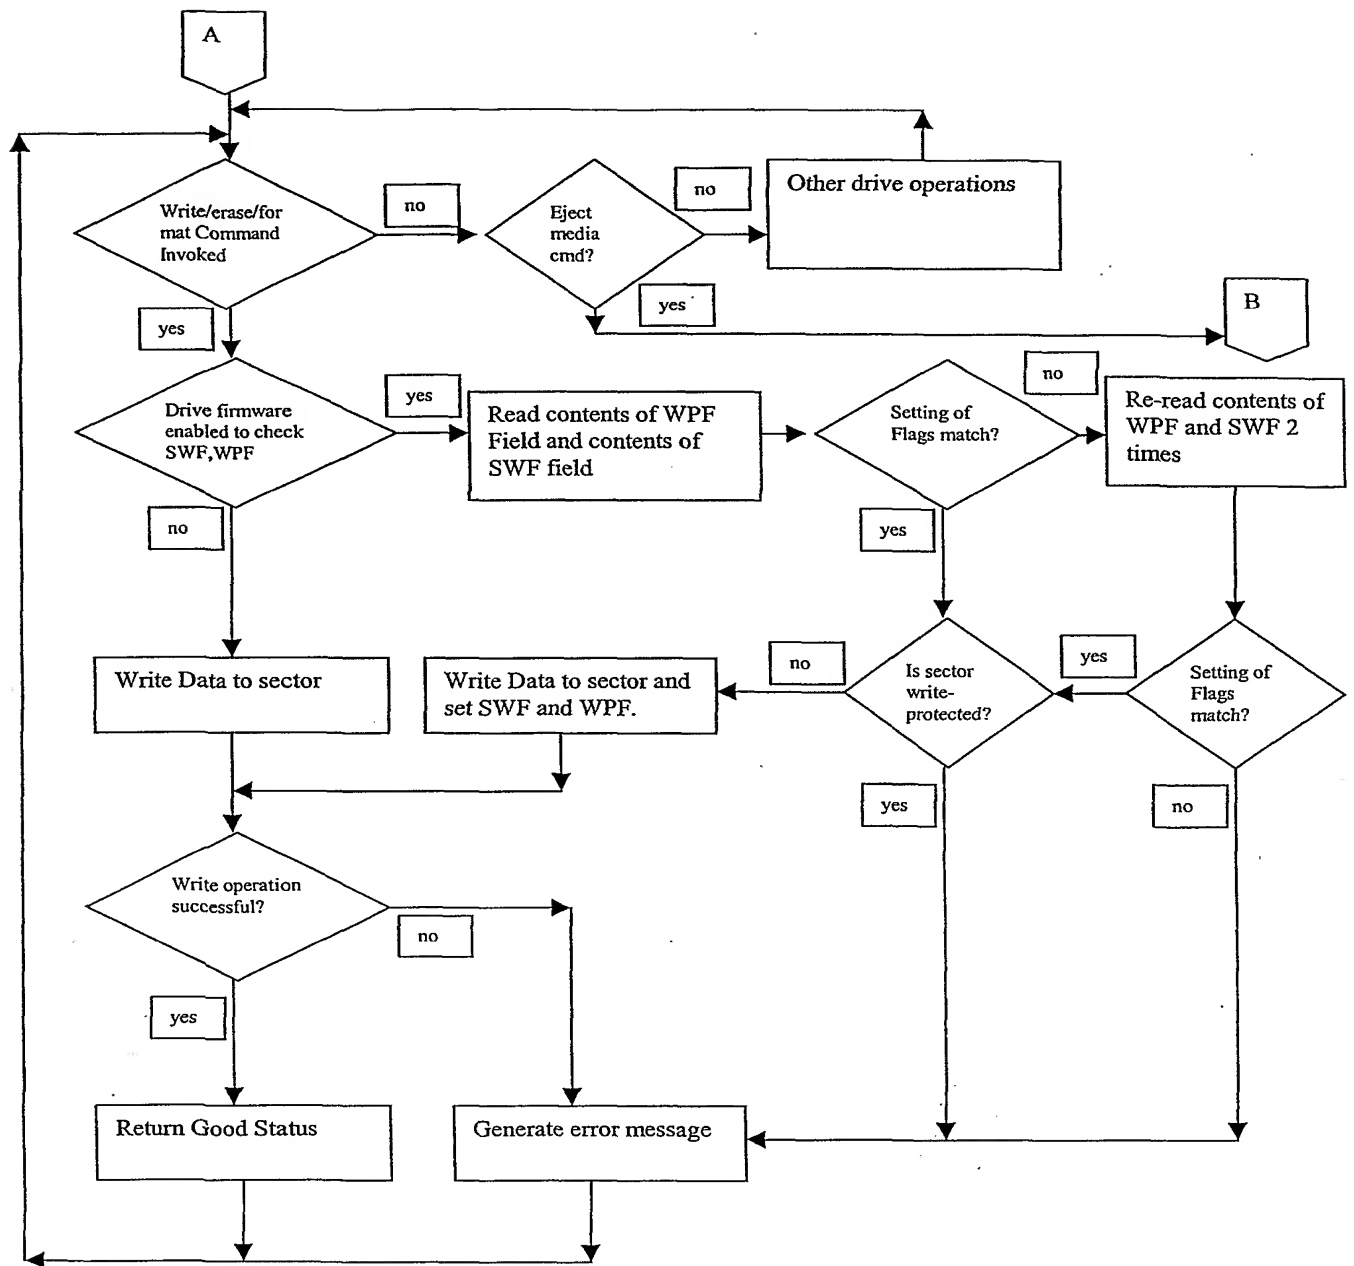 A
Write/erase/for
mat Command
Invoked
no
Eject
media
cmd?
no
Other drive operations
yes
yes
B
Drive firmware
enabled to check
SWF,WPF
yes
Read contents of WPF
Field and contents of
SWF field
Setting of
Flags match?
no
Re-read contents of
WPF and SWF 2
times
no
yes
Write Data to sector
Write Data to sector and
set SWF and WPF.
no
Is sector
write-
protected?
yes
Setting of
Flags
match?
yes
no
Write operation
successful?
no
yes
Return Good Status
Generate error message